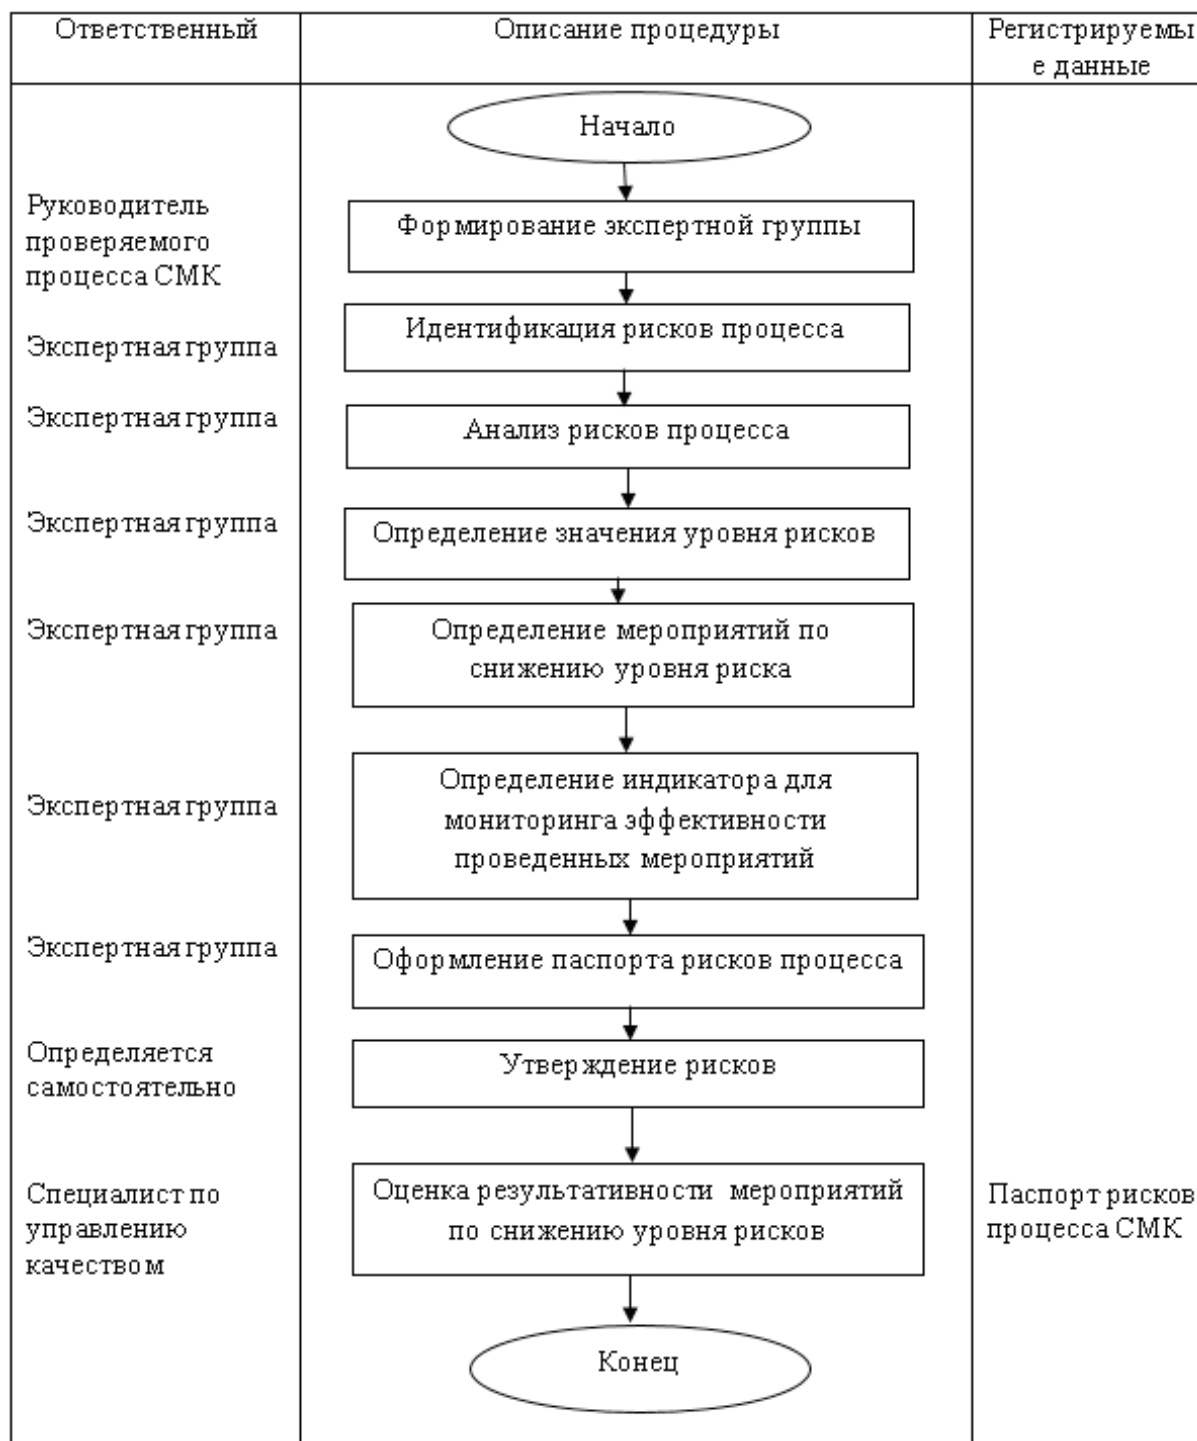 Ответственный
Описание процедуры
Регистрируемы
е данные
Начало
Руководитель
проверяемого
процесса СМК
Формирование экспертной группы
Экспертная группа
Идентификация рисков процесса
Экспертная группа
Анализ рисков процесса
Экспертная группа
Определение значения уровня рисков
Экспертная группа
Определение мероприятий по
снижению уровня риска
Экспертная группа
Определение индикатора для
мониторинга эффективности
проведенных мероприятий
Экспертная группа
Оформление паспорта рисков процесса
Определяется
самостоятельно
Утверждение рисков
Специалист по
управлению
качеством
Оценка результативности мероприятий
по снижению уровня рисков
Паспорт рисков
процесса СМК
Конец